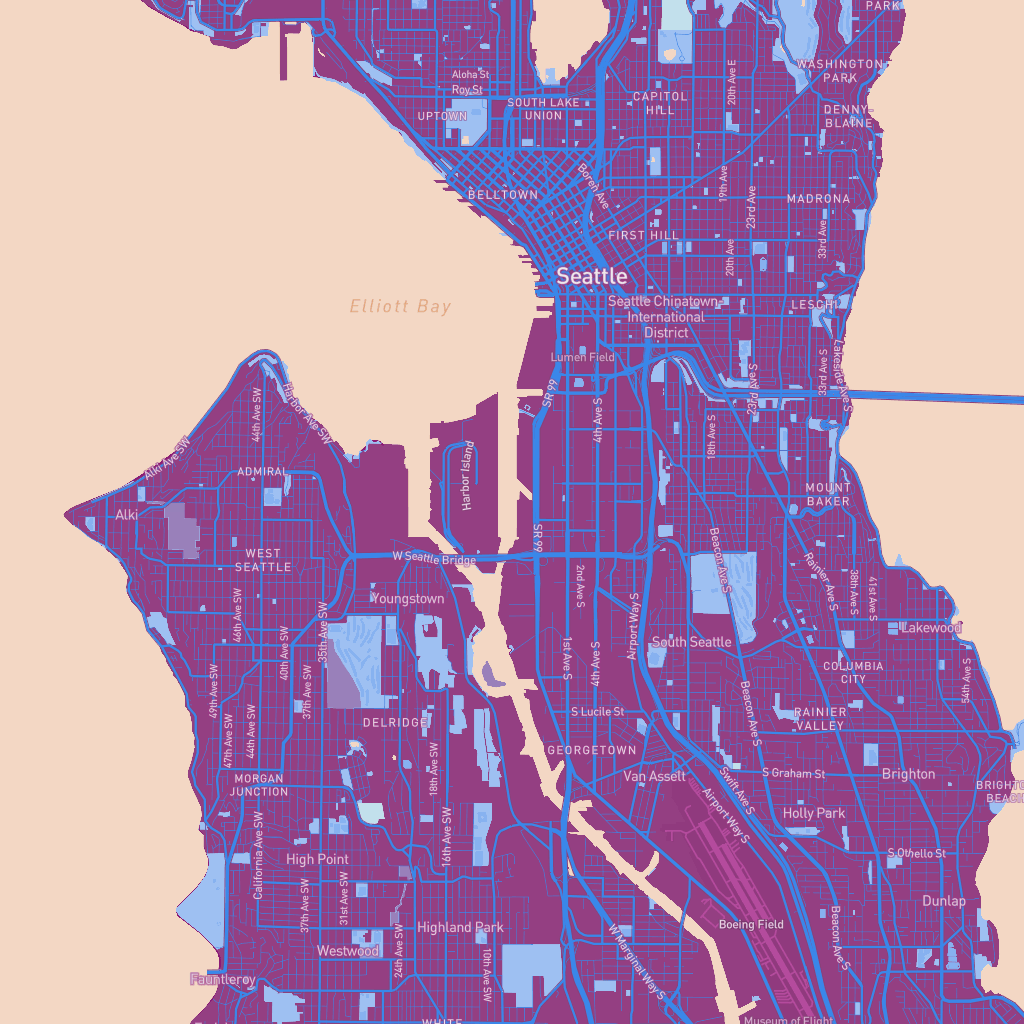 PARK
WASHINGTON
PARK
Aloha St
Roy St
UPTOWN
SOUTH LAKE
UNION
CAPITOL
HILL
20th Ave E
DENNY-
BLAINE
BELLTOWN
Boren Ave
19th Ave
23rd Ave
MADRONA
FIRST HILL
20th Ave
33rd Ave
Seattle
Elliott Bay
Seattle Chinatown
International
District
LESCHI
Lumen Field
Lakeside Ave S
33rd Ave S
23rd Ave S
SR 99
4th Ave S
18th Ave S
44th Ave SW
Harbor Ave SW
Alki Ave SW
ADMIRAL
Harbor Island
MOUNT
BAKER
Alki
SR 99
WEST
SEATTLE
W Seattle Bridge
Beacon Ave S
Rainier Ave S
38th Ave S
41st Ave S
2nd Ave S
Youngstown
46th Ave SW
35th Ave SW
40th Ave SW
Airport Way S
South Seattle
Lakewood
1st Ave S
4th Ave S
COLUMBIA
CITY
54th Ave S
49th Ave SW
37th Ave SW
44th Ave SW
47th Ave SW
DELRIDGE
S Lucile St
Beacon Ave S
RAINIER
VALLEY
GEORGETOWN
18th Ave SW
Van Asselt
Swift Ave S
S Graham St
Brighton
BRIGHTO
BEAC
MORGAN
JUNCTION
Airport Way S
Holly Park
California Ave SW
16th Ave SW
High Point
S Othello St
37th Ave SW
31st Ave SW
Dunlap
Highland Park
Boeing Field
Beacon Ave S
24th Ave SW
Westwood
10th Ave SW
W Marginal Way S
Fauntleroy
WHITE
Museum of Flight